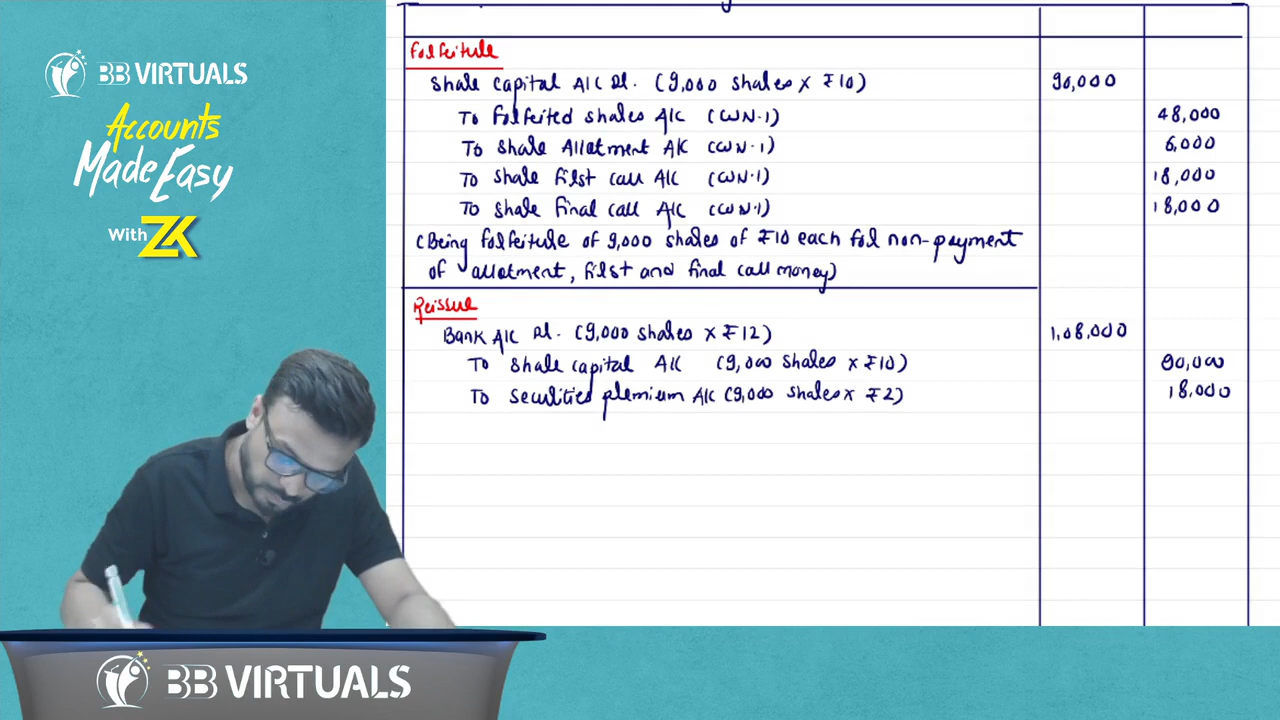 BB VIRTUALS
Accounts
Made Easy
With ZK
Forfeiture
Share capital A/C Dr. (9,000 shares x ₹10) 90,000
To Forfeited shares A/C (WN.1) 48,000
To Share Allotment A/C (WN.1) 6,000
To Share First call A/C (WN.1) 18,000
To Share Final call A/C (WN.1) 18,000
(Being forfeiture of 9,000 shares of ₹10 each for non-payment
of allotment, first and final call money)
Reissue
Bank A/C Dr. (9,000 shares x ₹12) 1,08,000
To Share capital A/C (9,000 shares x ₹10) 90,000
To Securities premium A/C (9,000 shares x ₹2) 18,000
BB VIRTUALS